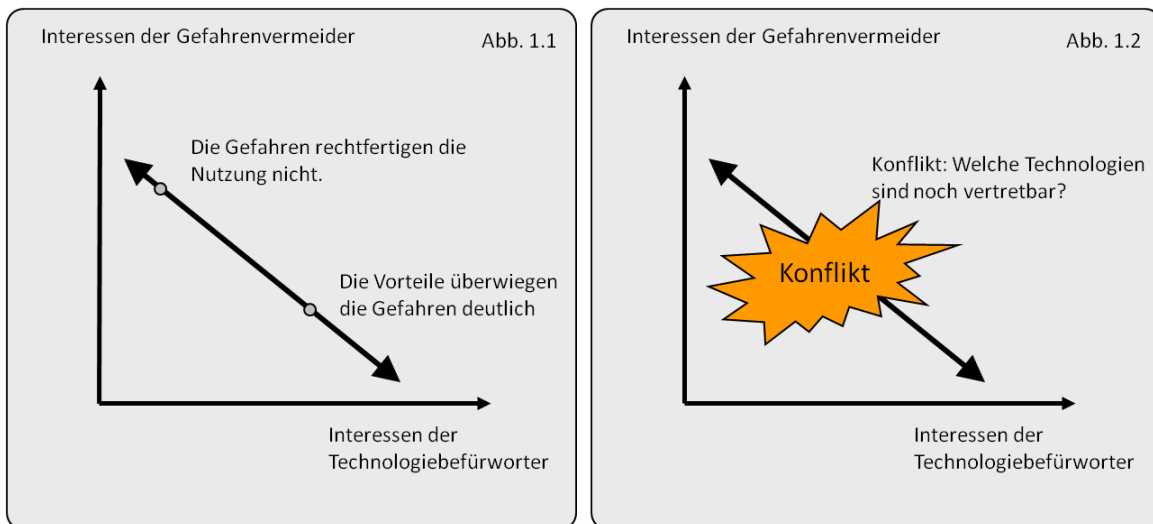 Interessen der Gefahrenvermeider
Abb. 1.1
Die Gefahren rechtfertigen die
Nutzung nicht.
Die Vorteile überwiegen
die Gefahren deutlich
Interessen der
Technologiebefürworter
Interessen der Gefahrenvermeider
Abb. 1.2
Konflikt: Welche Technologien
sind noch vertretbar?
Konflikt
Interessen der
Technologiebefürworter